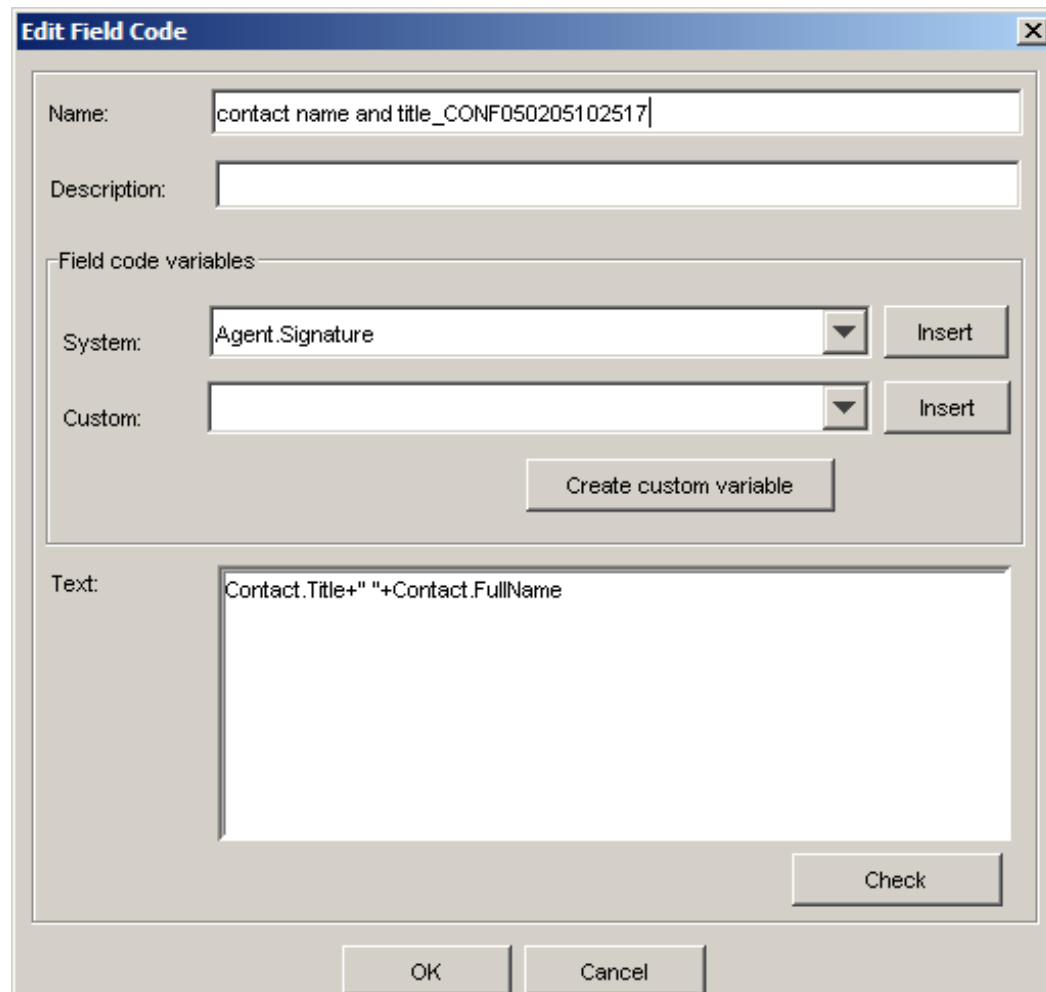 Edit Field Code
Name: contact name and title_CONF050205102517
Description:
Field code variables
System: Agent.Signature Insert
Custom: Insert
Create custom variable
Text: Contact.Title+" "+Contact.FullName
Check
OK Cancel